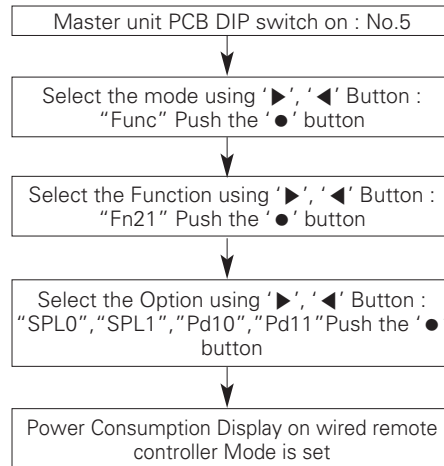 Master unit PCB DIP switch on : No.5
Select the mode using ‘▶’, ‘◀’ Button :
“Func” Push the ‘●’ button
Select the Function using ‘▶’, ‘◀’ Button :
“Fn21” Push the ‘●’ button
Select the Option using ‘▶’, ‘◀’ Button :
“SPL0”,“SPL1”,”Pd10”,”Pd11”Push the ‘●
button
Power Consumption Display on wired remote
controller Mode is set